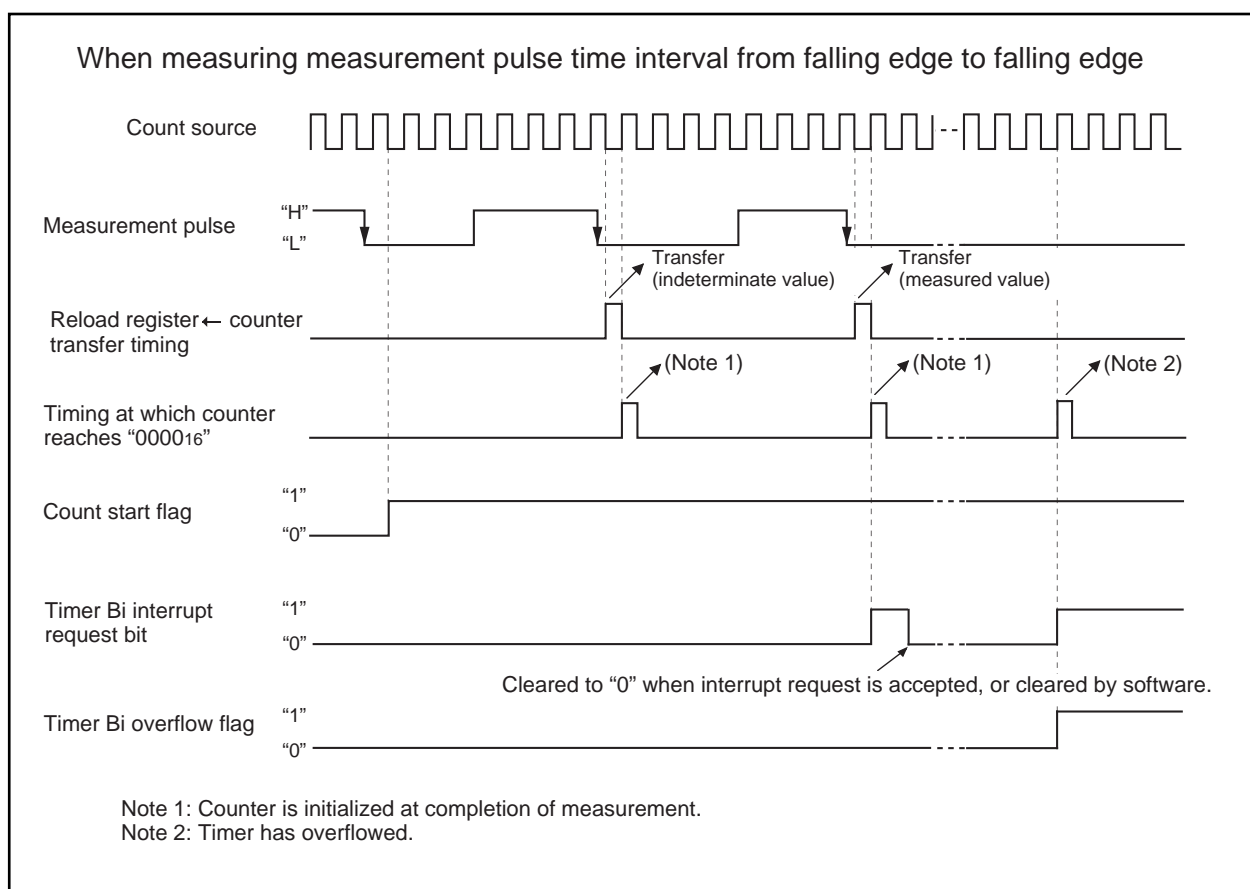 When measuring measurement pulse time interval from falling edge to falling edge
Count source
Measurement pulse
“H”
“L”
Transfer
(indeterminate value)
Transfer
(measured value)
Reload register ← counter
transfer timing
(Note 1)
(Note 1)
(Note 2)
Timing at which counter
reaches “000016”
Count start flag
“1”
“0”
Timer Bi interrupt
request bit
“1”
“0”
Cleared to “0” when interrupt request is accepted, or cleared by software.
Timer Bi overflow flag
“1”
“0”
Note 1: Counter is initialized at completion of measurement.
Note 2: Timer has overflowed.